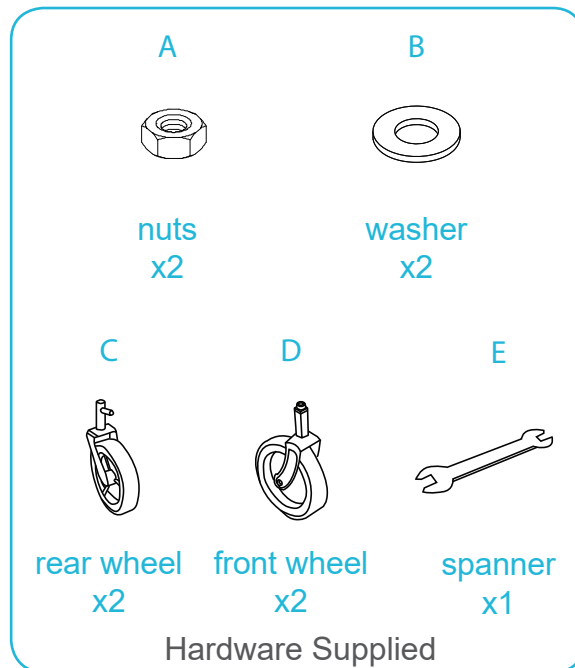 A
B
nuts
x2
washer
x2
C
D
E
rear wheel
x2
front wheel
x2
spanner
x1
Hardware Supplied